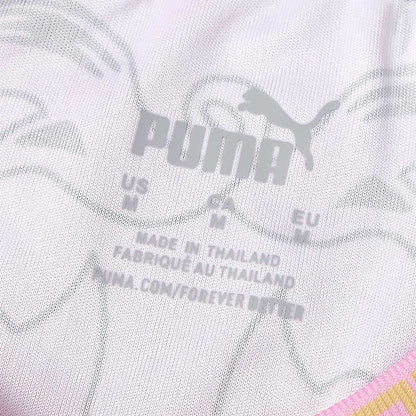 PUMA
US CA EU
M M M
MADE IN THAILAND
FABRIQUÉ AU THAILAND
PUMA.COM/FOREVER BETTER